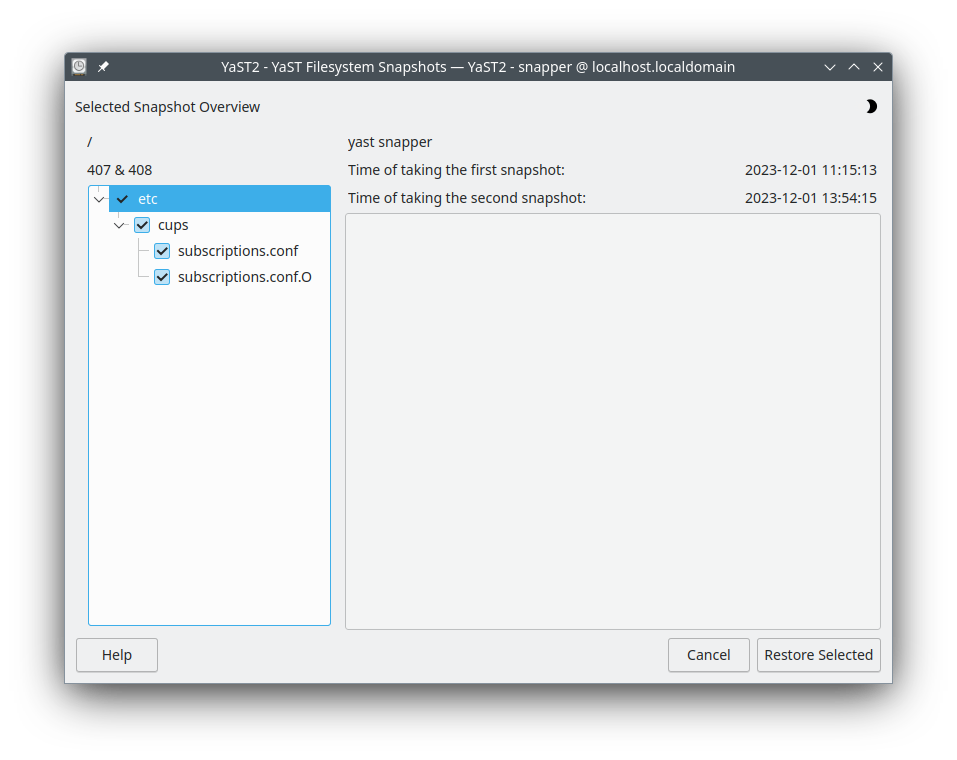 YaST2 - YaST Filesystem Snapshots — YaST2 - snapper @ localhost.localdomain
Selected Snapshot Overview
/
407 & 408
etc
cups
subscriptions.conf
subscriptions.conf.O
yast snapper
Time of taking the first snapshot: 2023-12-01 11:15:13
Time of taking the second snapshot: 2023-12-01 13:54:15
Help
Cancel
Restore Selected